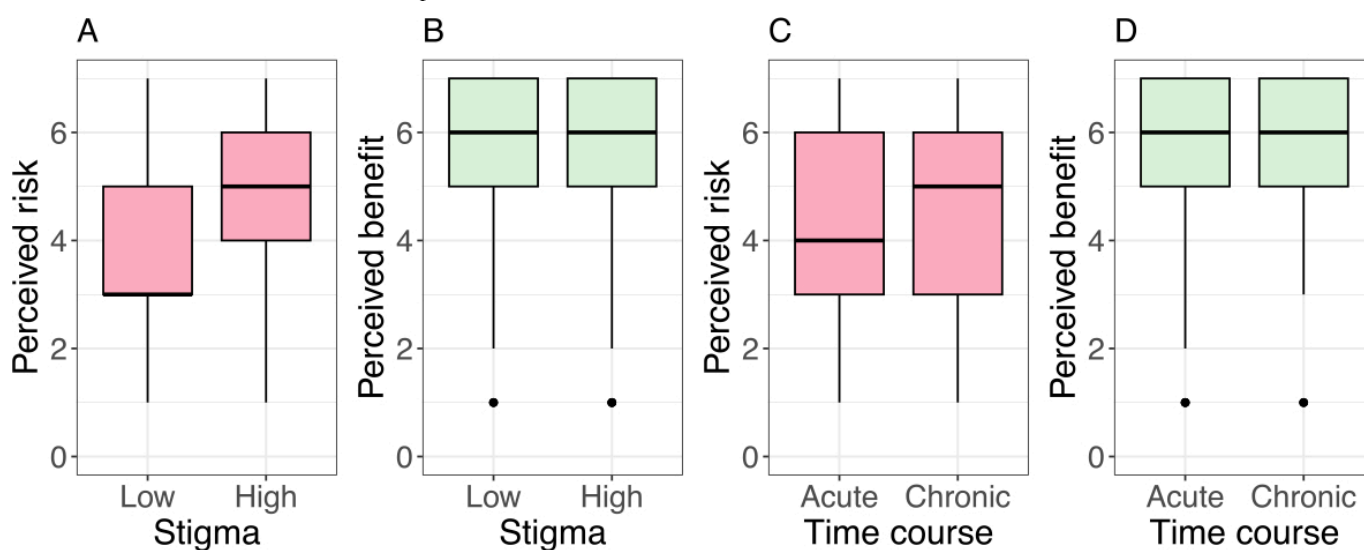 A
Perceived risk
6
4
2
0
Low High
Stigma
B
Perceived benefit
6
4
2
0
Low High
Stigma
C
Perceived risk
6
4
2
0
Acute Chronic
Time course
D
Perceived benefit
6
4
2
0
Acute Chronic
Time course